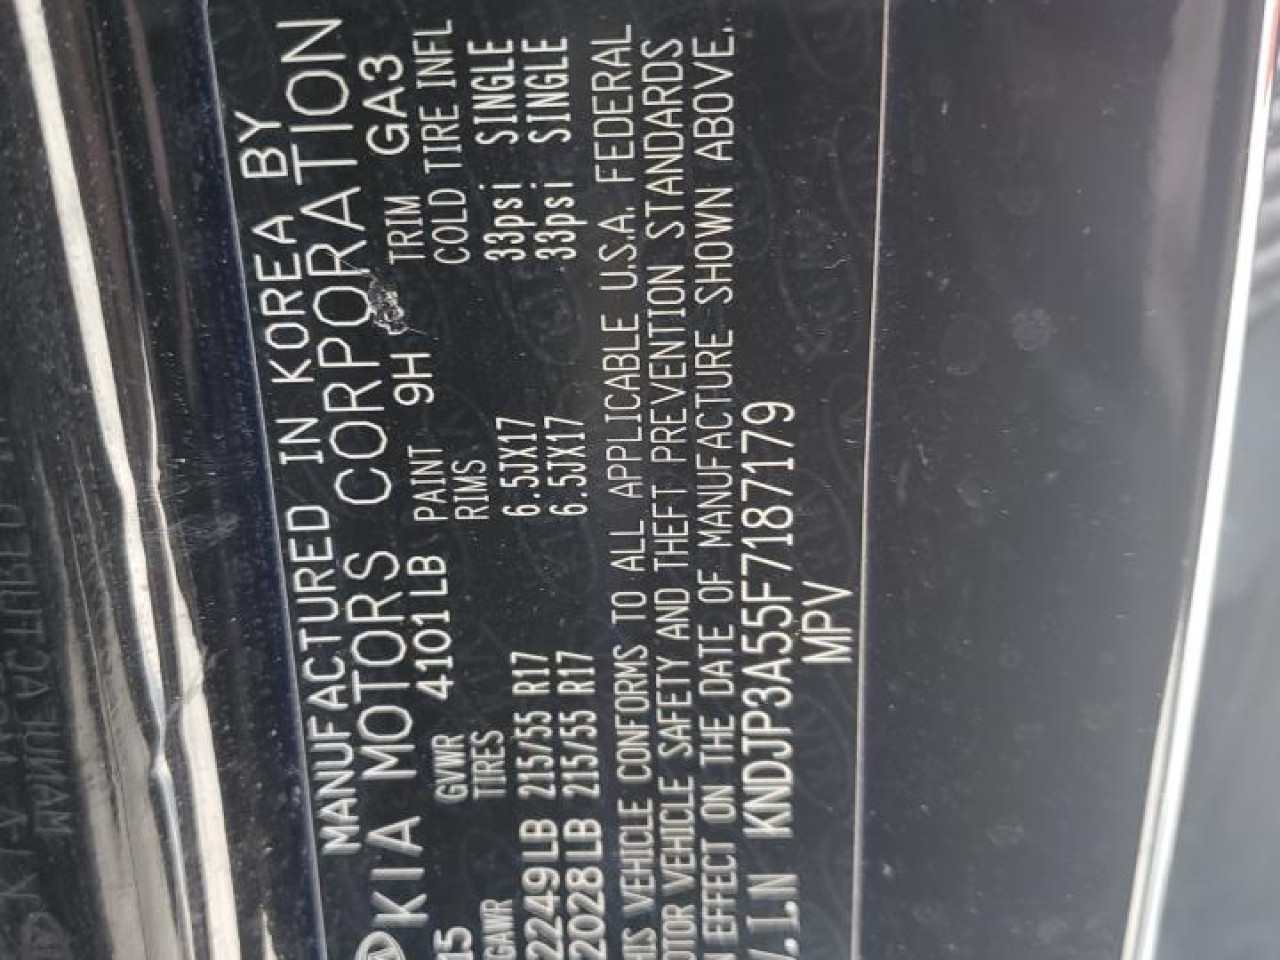 MANUFACTURED IN KOREA BY
KIA MOTORS CORPORATION
15 GVWR 4101LB PAINT 9H TRIM GA3
GAWR TIRES RIMS COLD TIRE INFL
2249LB 215/55 R17 6.5JX17 33psi SINGLE
2028LB 215/55 R17 6.5JX17 33psi SINGLE
HIS VEHICLE CONFORMS TO ALL APPLICABLE U.S.A. FEDERAL
OTOR VEHICLE SAFETY AND THEFT PREVENTION STANDARDS
N EFFECT ON THE DATE OF MANUFACTURE SHOWN ABOVE.
V.I.N KNDJP3A55F7187179
MPV